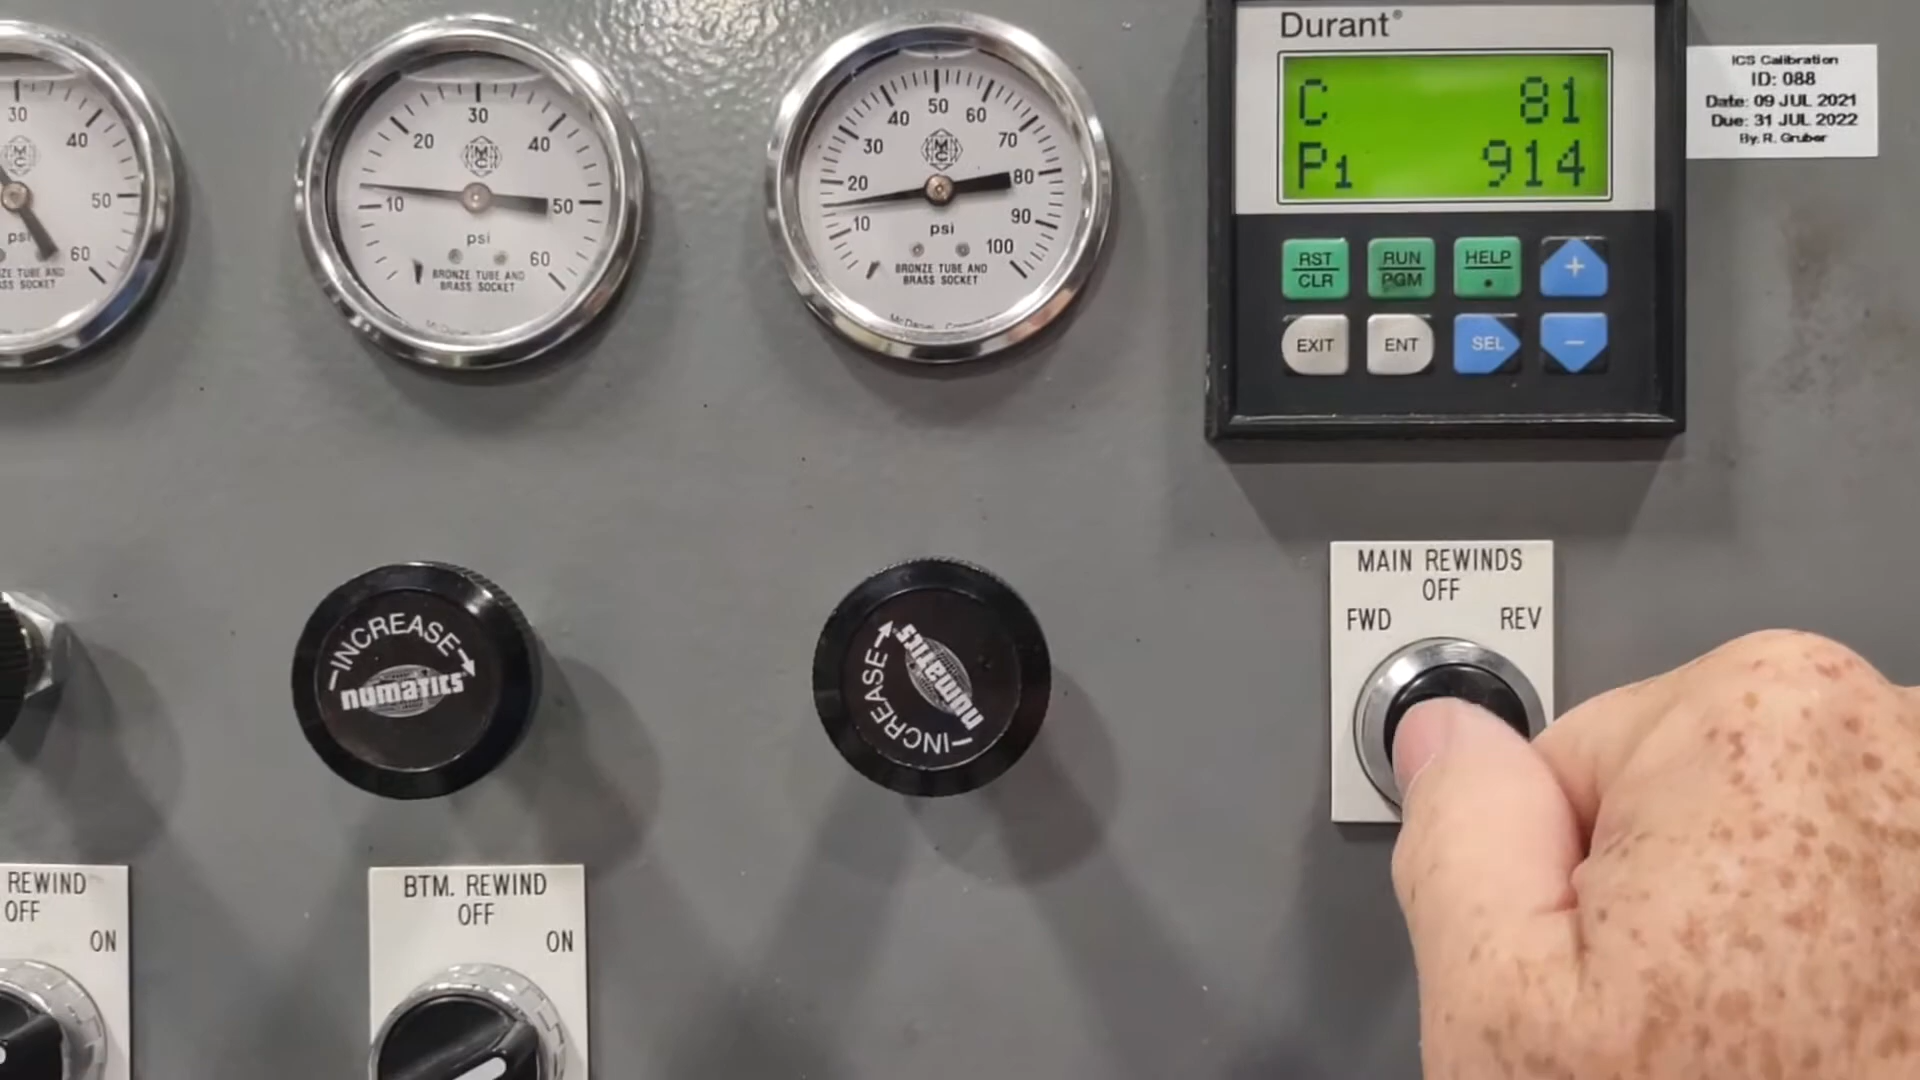 30
40
50
60
psi
ZE TUBE AND
SS SOCKET
10
20
30
40
50
60
MC
psi
BRONZE TUBE AND
BRASS SOCKET
10
20
30
40
50
60
70
80
90
100
MC
psi
BRONZE TUBE AND
BRASS SOCKET
Durant®
C 81
P1 914
RST
CLR
RUN
PGM
HELP
+
EXIT
ENT
SEL
−
ICS Calibration
ID: 088
Date: 09 JUL 2021
Due: 31 JUL 2022
By: R. Gruber
INCREASE
numatics
INCREASE
numatics
MAIN REWINDS
OFF
FWD REV
REWIND
OFF
ON
BTM. REWIND
OFF
ON